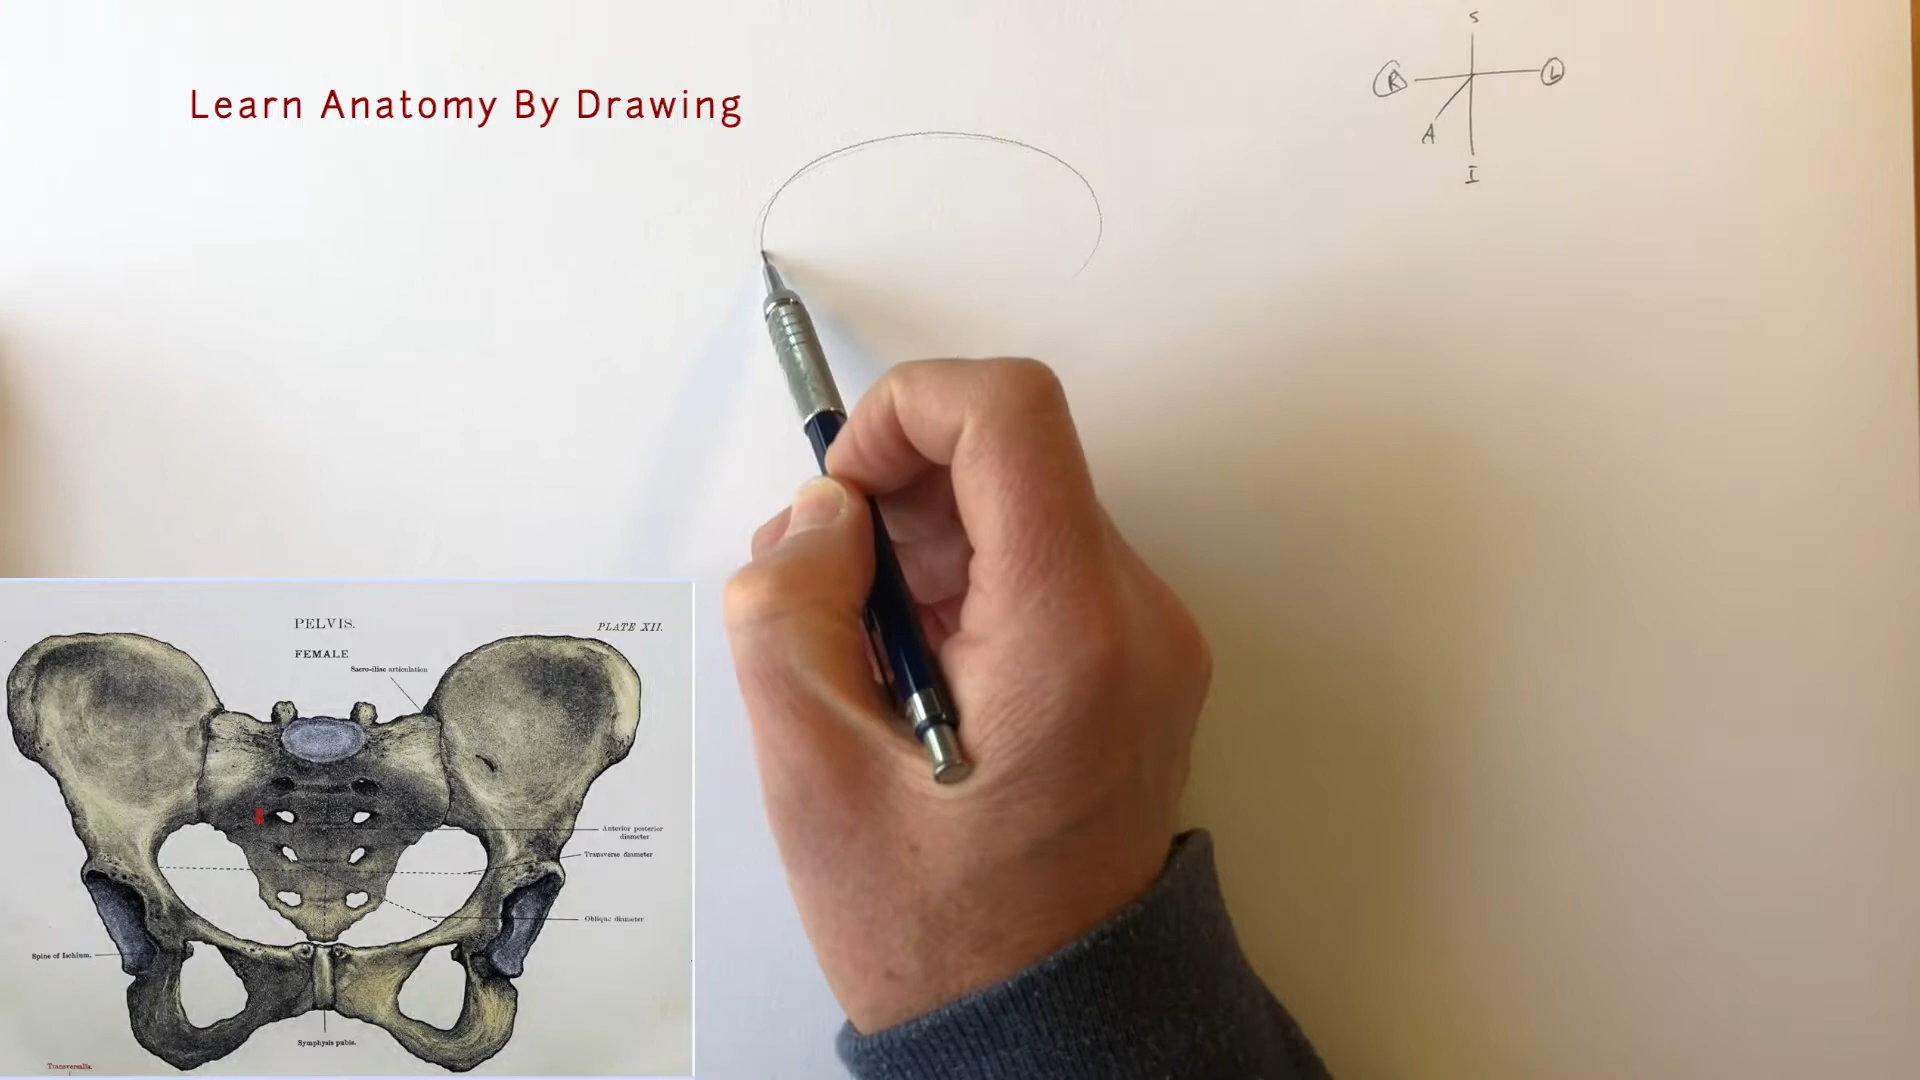 Learn Anatomy By Drawing
S
R
L
A
I
PELVIS.
PLATE XII.
FEMALE
Sacro-iliac articulation
Anterior posterior
diameter
Transverse diameter
Oblique diameter
Spine of Ischium.
Symphysis pubis.
Transversalis.